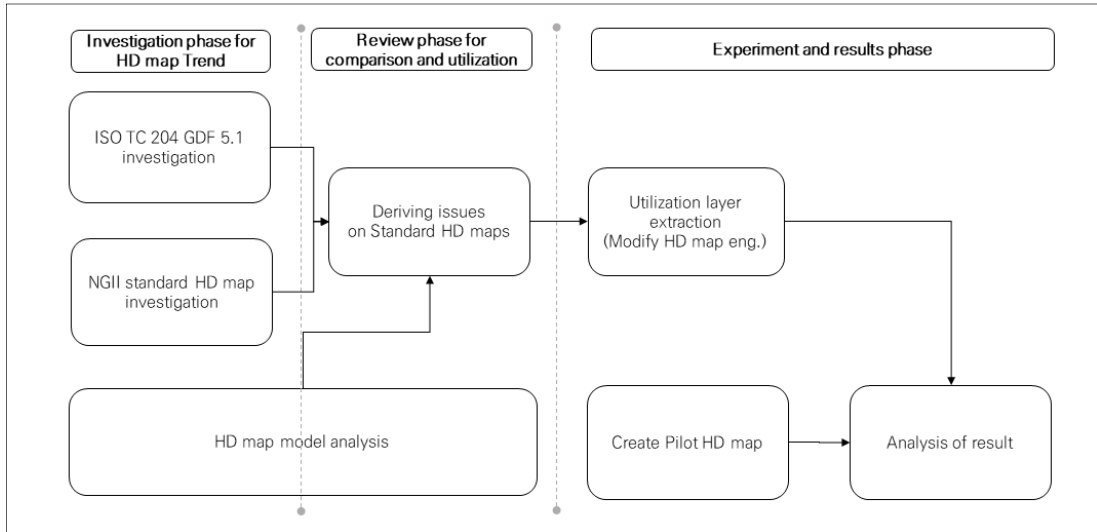 Investigation phase for
HD map Trend
Review phase for
comparison and utilization
Experiment and results phase
ISO TC 204 GDF 5.1
investigation
NGII standard HD map
investigation
Deriving issues
on Standard HD maps
Utilization layer
extraction
(Modify HD map eng.)
HD map model analysis
Create Pilot HD map
Analysis of result